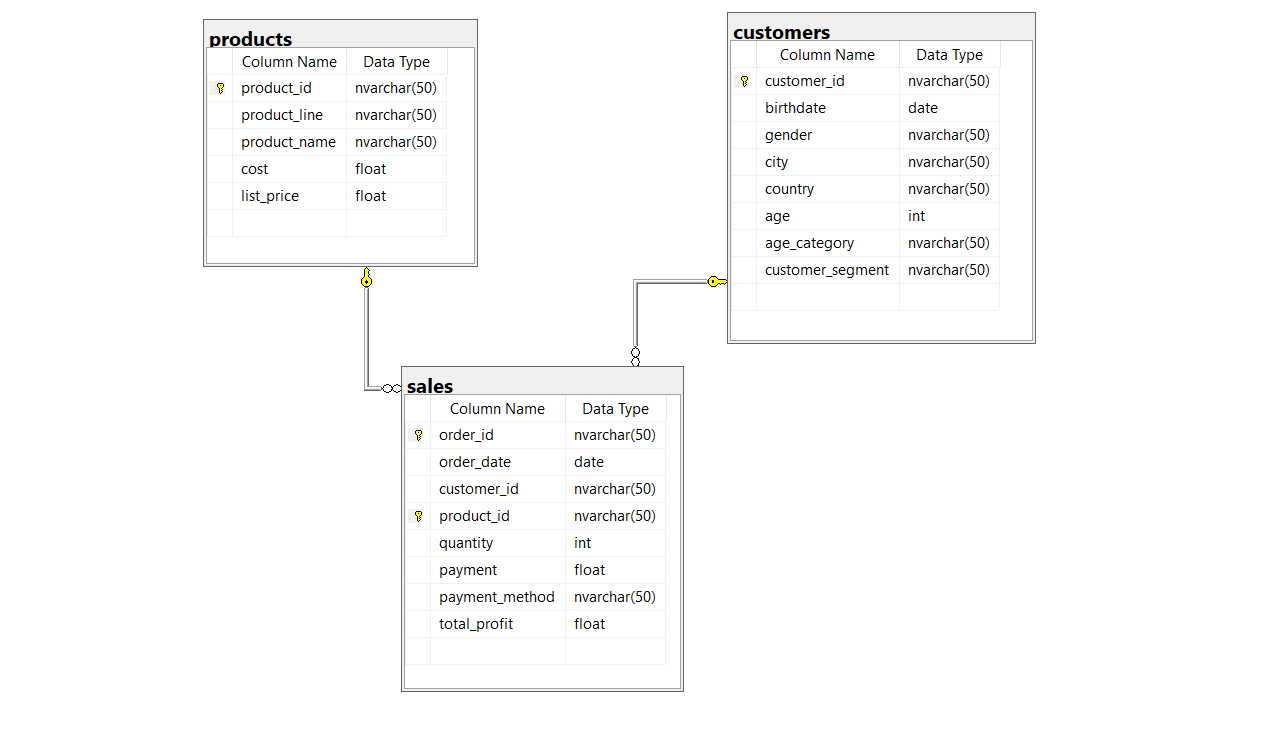 products
Column Name Data Type
product_id nvarchar(50)
product_line nvarchar(50)
product_name nvarchar(50)
cost float
list_price float
customers
Column Name Data Type
customer_id nvarchar(50)
birthdate date
gender nvarchar(50)
city nvarchar(50)
country nvarchar(50)
age int
age_category nvarchar(50)
customer_segment nvarchar(50)
sales
Column Name Data Type
order_id nvarchar(50)
order_date date
customer_id nvarchar(50)
product_id nvarchar(50)
quantity int
payment float
payment_method nvarchar(50)
total_profit float